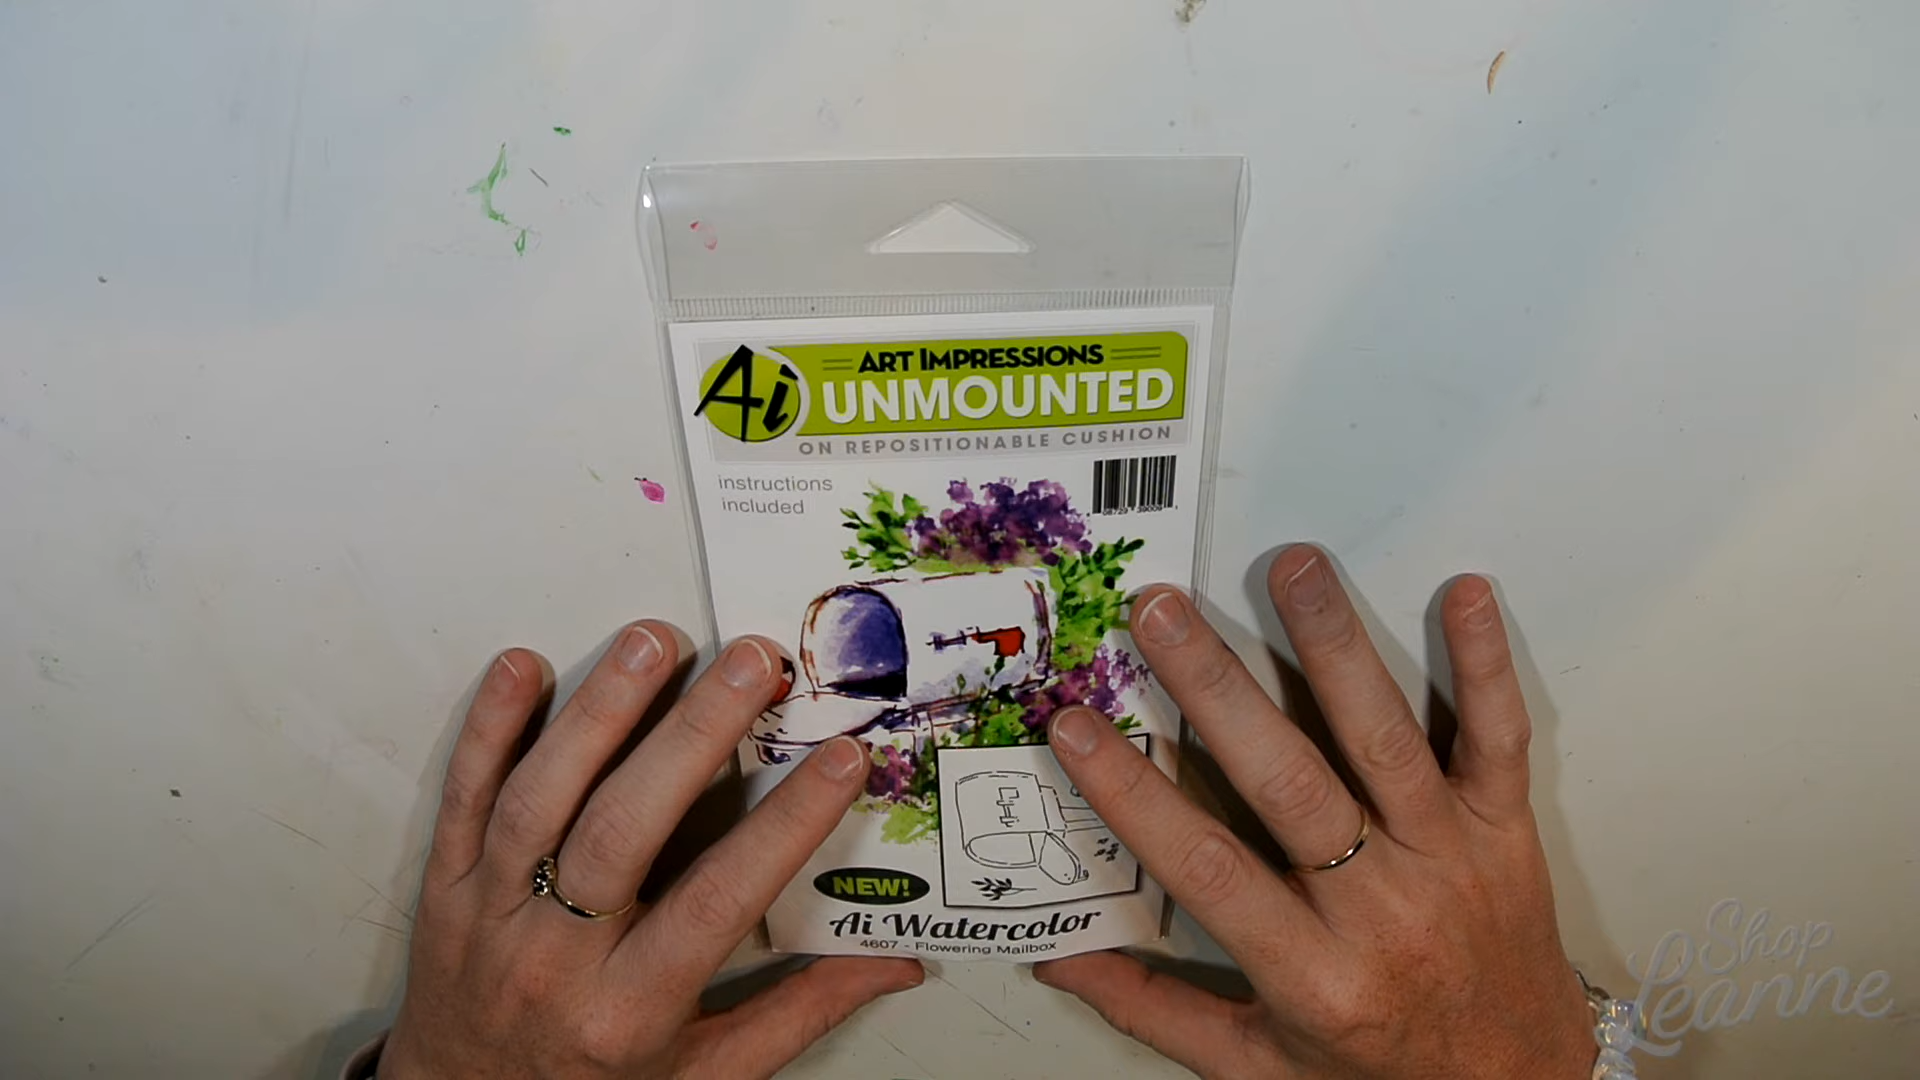 Ai
ART IMPRESSIONS
UNMOUNTED
ON REPOSITIONABLE CUSHION
instructions
included
NEW!
Ai Watercolor
4607 - Flowering Mailbox
Shop
Leanne